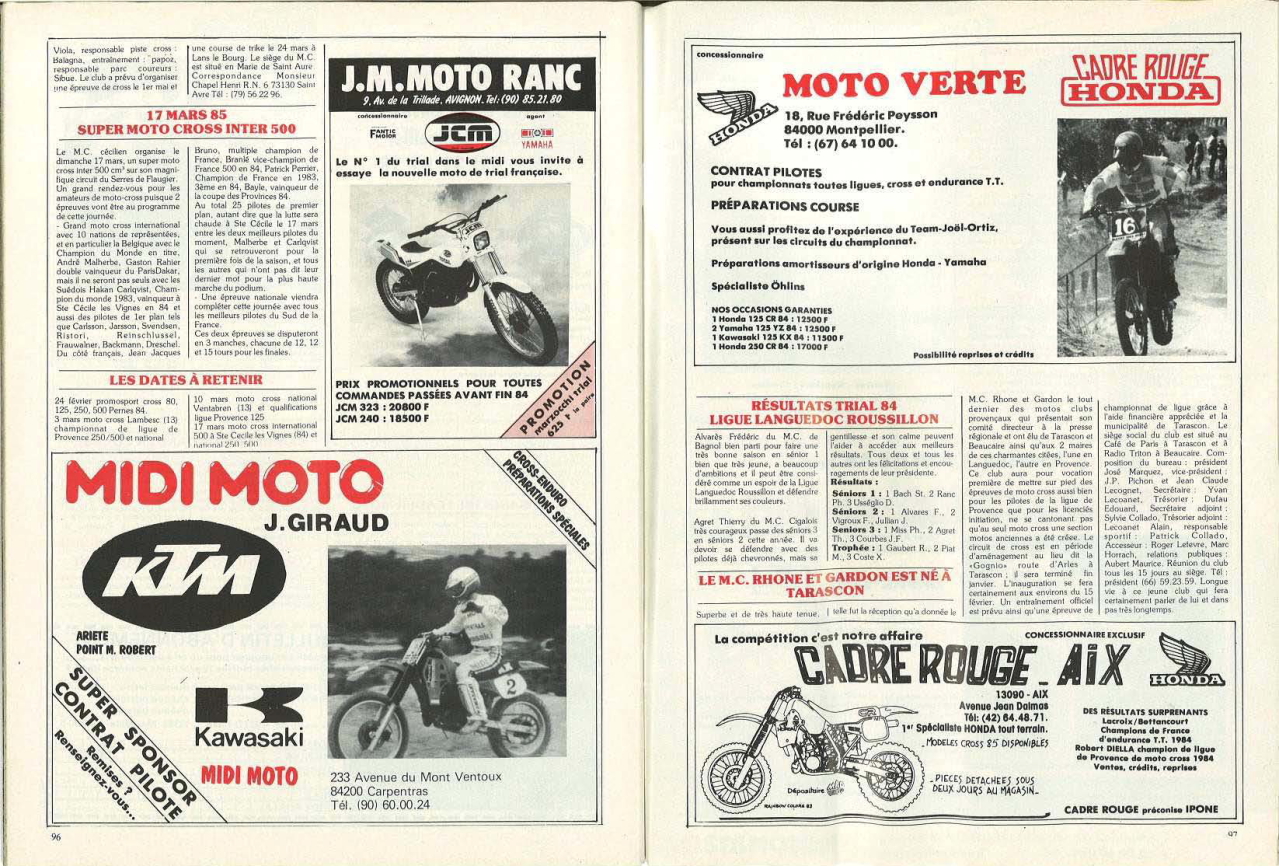 Viola, responsable piste cross :
Balagna, entraînement : papoz,
responsable parc coureurs :
Sibue. Le club a prévu d'organiser
une épreuve de cross le 1er mai et
une course de trike le 24 mars à
Lans le Bourg. Le siège du M.C.
est situé en Marie de Saint Aure
Correspondance Monsieur
Chapel Henri R.N. 6 73130 Saint
Avre Tél : (79) 56 22 96.
17 MARS 85
SUPER MOTO CROSS INTER 500
Le M.C. cécilien organise le
dimanche 17 mars, un super moto
cross inter 500 cm³ sur son magni-
fique circuit du Serres de Flaugier.
Un grand rendez-vous pour les
amateurs de moto-cross puisque 2
épreuves vont être au programme
de cette journée.
- Grand moto cross international
avec 10 nations de représentées,
et en particulier la Belgique avec le
Champion du Monde en titre,
André Malherbe, Gaston Rahier
double vainqueur du ParisDakar,
mais il ne seront pas seuls avec les
Suédois Hakan Carlqvist, Cham-
pion du monde 1983, vainqueur à
Ste Cécile les Vignes en 84 et
aussi des pilotes de 1er plan tels
que Carlsson, Jarsson, Svendsen,
Ristori, Reinschlussel,
Frauwalner, Backmann, Dreschel.
Du côté français, Jean Jacques
Bruno, multiple champion de
France, Branlé vice-champion de
France 500 en 84, Patrick Perrier,
Champion de France en 1983,
3ème en 84, Bayle, vainqueur de
la coupe des Provinces 84.
Au total 25 pilotes de premier
plan, autant dire que la lutte sera
chaude à Ste Cécile le 17 mars
entre les deux meilleurs pilotes du
moment, Malherbe et Carlqvist
qui se retrouveront pour la
première fois de la saison, et tous
les autres qui n'ont pas dit leur
dernier mot pour la plus haute
marche du podium.
- Une épreuve nationale viendra
compléter cette journée avec tous
les meilleurs pilotes du Sud de la
France.
Ces deux épreuves se disputeront
en 3 manches, chacune de 12, 12
et 15 tours pour les finales.
LES DATES À RETENIR
24 février promosport cross 80,
125, 250, 500 Pernes 84.
3 mars moto cross Lambesc (13)
championnat de ligue de
Provence 250/500 et national
10 mars moto cross national
Ventabren (13) et qualifications
ligue Provence 125
17 mars moto cross international
500 à Ste Cecile les Vignes (84) et
national 250 500
J.M.MOTO RANC
9, Av. de la Trillade, AVIGNON. Tel: (90) 85.21.80
concessionnaire
FANTIC
MOTOR
JCM
agent
YAMAHA
Le N° 1 du trial dans le midi vous invite à
essaye la nouvelle moto de trial française.
JCM
PRIX PROMOTIONNELS POUR TOUTES
COMMANDES PASSÉES AVANT FIN 84
JCM 323 : 20800 F
JCM 240 : 18500 F
PROMOTION
marzocchi trial
625 F la paire
MIDI MOTO
J.GIRAUD
CROSS-ENDURO
PRÉPARATIONS SPÉCIALES
KTM
ARIETE
POINT M. ROBERT
Kawasaki
2
SUPER SPONSOR
CONTRAT PILOTE
Remises ?
Renseignez-vous...
Kawasaki
MIDI MOTO
233 Avenue du Mont Ventoux
84200 Carpentras
Tél. (90) 60.00.24
96
concessionnaire
MOTO VERTE
HONDA
18, Rue Frédéric Peysson
84000 Montpellier.
Tél : (67) 64 10 00.
CADRE ROUGE
HONDA
CONTRAT PILOTES
pour championnats toutes ligues, cross et endurance T.T.
PRÉPARATIONS COURSE
Vous aussi profitez de l'expérience du Team-Joël-Ortiz,
présent sur les circuits du championnat.
Préparations amortisseurs d'origine Honda - Yamaha
Spécialiste Öhlins
NOS OCCASIONS GARANTIES
1 Honda 125 CR 84 : 12500 F
2 Yamaha 125 YZ 84 : 12500 F
1 Kawasaki 125 KX 84 : 11500 F
1 Honda 250 CR 84 : 17000 F
Possibilité reprises et crédits
16
RÉSULTATS TRIAL 84
LIGUE LANGUEDOC ROUSSILLON
Alvarès Frédéric du M.C. de
Bagnol bien parti pour faire une
très bonne saison en sénior 1
bien que très jeune, a beaucoup
d'ambitions et il peut être consi-
déré comme un espoir de la Ligue
Languedoc Roussillon et défendre
brillamment ses couleurs.
Agret Thierry du M.C. Cigalois
très courageux passe des séniors 3
en séniors 2 cette année. Il va
devoir se défendre avec des
pilotes déjà chevronnés, mais sa
gentillesse et son calme peuvent
l'aider à accéder aux meilleurs
résultats. Tous deux et tous les
autres ont les félicitations et encou-
ragements de leur présidente.
Résultats :
Séniors 1 : 1 Bach St. 2 Ranc
Ph. 3 Usséglio D.
Séniors 2 : 1 Alvares F., 2
Vigroux F., Jullian J.
Seniors 3 : 1 Miss Ph., 2 Agret
Th., 3 Courbes J.F.
Trophée : 1 Gaubert R., 2 Piat
M., 3 Coste X.
LE M.C. RHONE ET GARDON EST NÉ À
TARASCON
Superbe et de très haute tenue,
telle fut la réception qu'a donnée le
M.C. Rhone et Gardon le tout
dernier des motos clubs
provençaux qui présentait son
comité directeur à la presse
régionale et ont élu de Tarascon et
Beaucaire ainsi qu'aux 2 maires
de ces charmantes citées, l'une en
Languedoc, l'autre en Provence.
Ce club aura pour vocation
première de mettre sur pied des
épreuves de moto cross aussi bien
pour les pilotes de la ligue de
Provence que pour les licenciés
initiation, ne se cantonant pas
qu'au seul moto cross une section
motos anciennes a été créee. Le
circuit de cross est en période
d'aménagement au lieu dit la
«Gognio» route d'Arles à
Tarascon ; il sera terminé fin
janvier. L'inauguration se fera
certainement aux environs du 15
février. Un entraînement officiel
est prévu ainsi qu'une épreuve de
championnat de ligue grâce à
l'aide financière appréciée et la
municipalité de Tarascon. Le
siège social du club est situé au
Café de Paris à Tarascon et à
Radio Triton à Beaucaire. Com-
position du bureau : président
José Marquez, vice-président :
J.P. Pichon et Jean Claude
Lecognet, Secrétaire : Yvan
Lecoanet, Trésorier : Dufau
Edouard, Secrétaire adjoint :
Sylvie Collado, Trésorier adjoint :
Lecoanet Alain, responsable
sportif : Patrick Collado,
Accesseur : Roger Lefevre, Marc
Horrach, relations publiques :
Aubert Maurice. Réunion du club
tous les 15 jours au siège. Tél :
président (66) 59.23.59. Longue
vie à ce jeune club qui fera
certainement parler de lui et dans
pas très longtemps.
La compétition c'est notre affaire
CONCESSIONNAIRE EXCLUSIF
CADRE ROUGE _ AiX
HONDA
13090 - AIX
Avenue Jean Dalmas
Tél: (42) 64.48.71.
1er Spécialiste HONDA tout terrain.
_MODELES CROSS 85 DISPONIBLES
_PIECES DETACHEES SOUS
DEUX JOURS AU MAGASIN_
Dépositaire
RAINBOW COLORA 83
DES RÉSULTATS SURPRENANTS
Lacroix/Bettancourt
Champions de France
d'endurance T.T. 1984
Robert DIELLA champion de ligue
de Provence de moto cross 1984
Ventes, crédits, reprises
CADRE ROUGE préconise IPONE
97